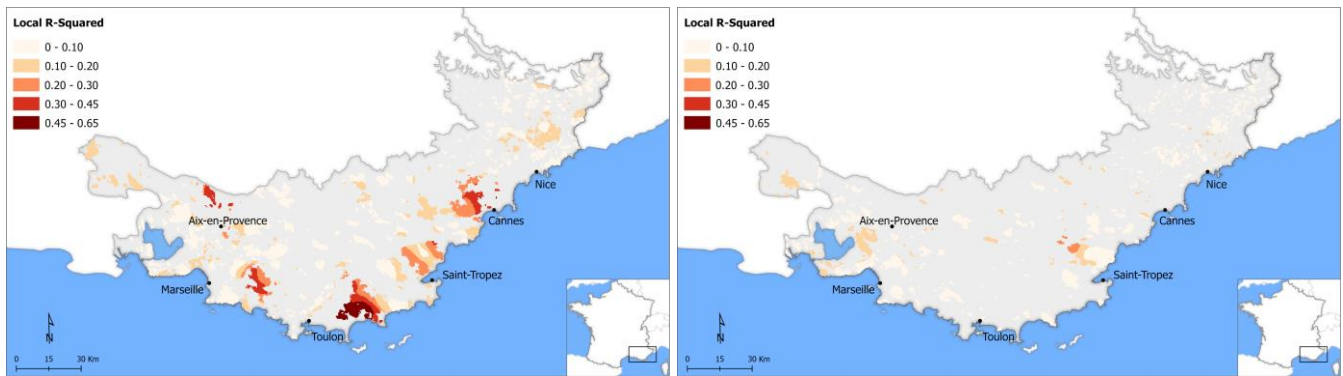 Local R-Squared
0 - 0.10
0.10 - 0.20
0.20 - 0.30
0.30 - 0.45
0.45 - 0.65
Nice
Cannes
Aix-en-Provence
Saint-Tropez
Marseille
Toulon
N
0 15 30 Km
Local R-Squared
0 - 0.10
0.10 - 0.20
0.20 - 0.30
0.30 - 0.45
0.45 - 0.65
Nice
Cannes
Aix-en-Provence
Saint-Tropez
Marseille
Toulon
N
0 15 30 Km